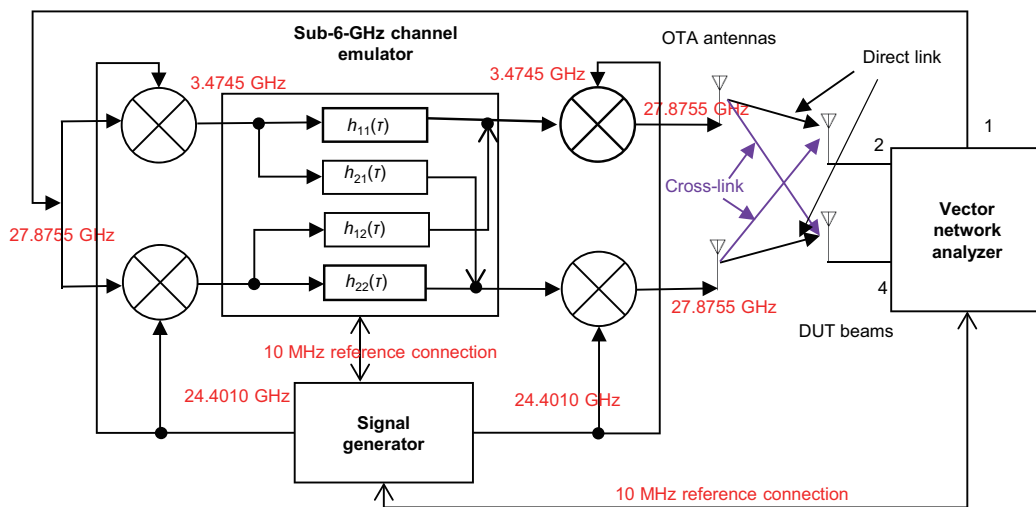 Sub-6-GHz channel
emulator
OTA antennas
Direct link
3.4745 GHz
3.4745 GHz
27.8755 GHz
1
h11(τ)
2
h21(τ)
Cross-link
Vector
network
analyzer
27.8755 GHz
h12(τ)
h22(τ)
4
27.8755 GHz
DUT beams
10 MHz reference connection
24.4010 GHz
24.4010 GHz
Signal
generator
10 MHz reference connection